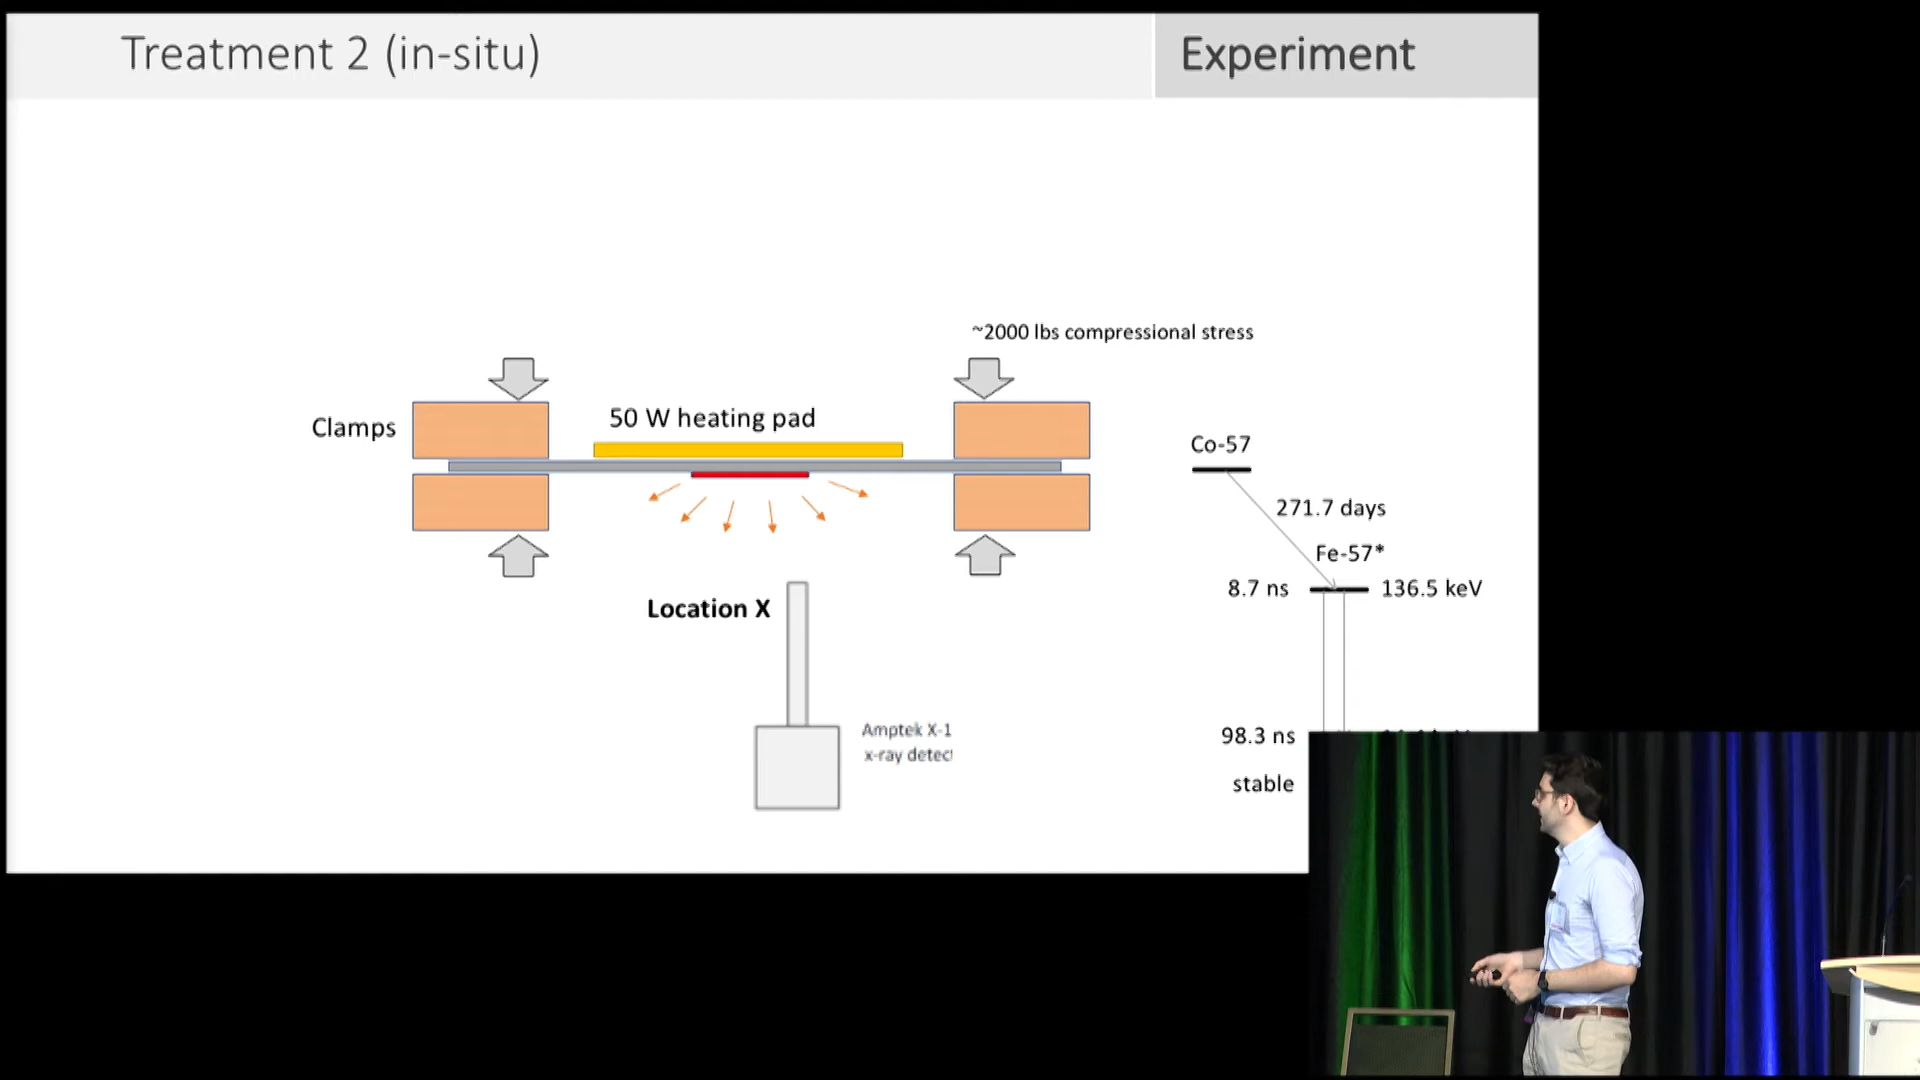 Treatment 2 (in-situ)
Experiment
~2000 lbs compressional stress
Clamps
50 W heating pad
Co-57
271.7 days
Fe-57*
8.7 ns
136.5 keV
Location X
Amptek X-1
x-ray detec
98.3 ns
stable